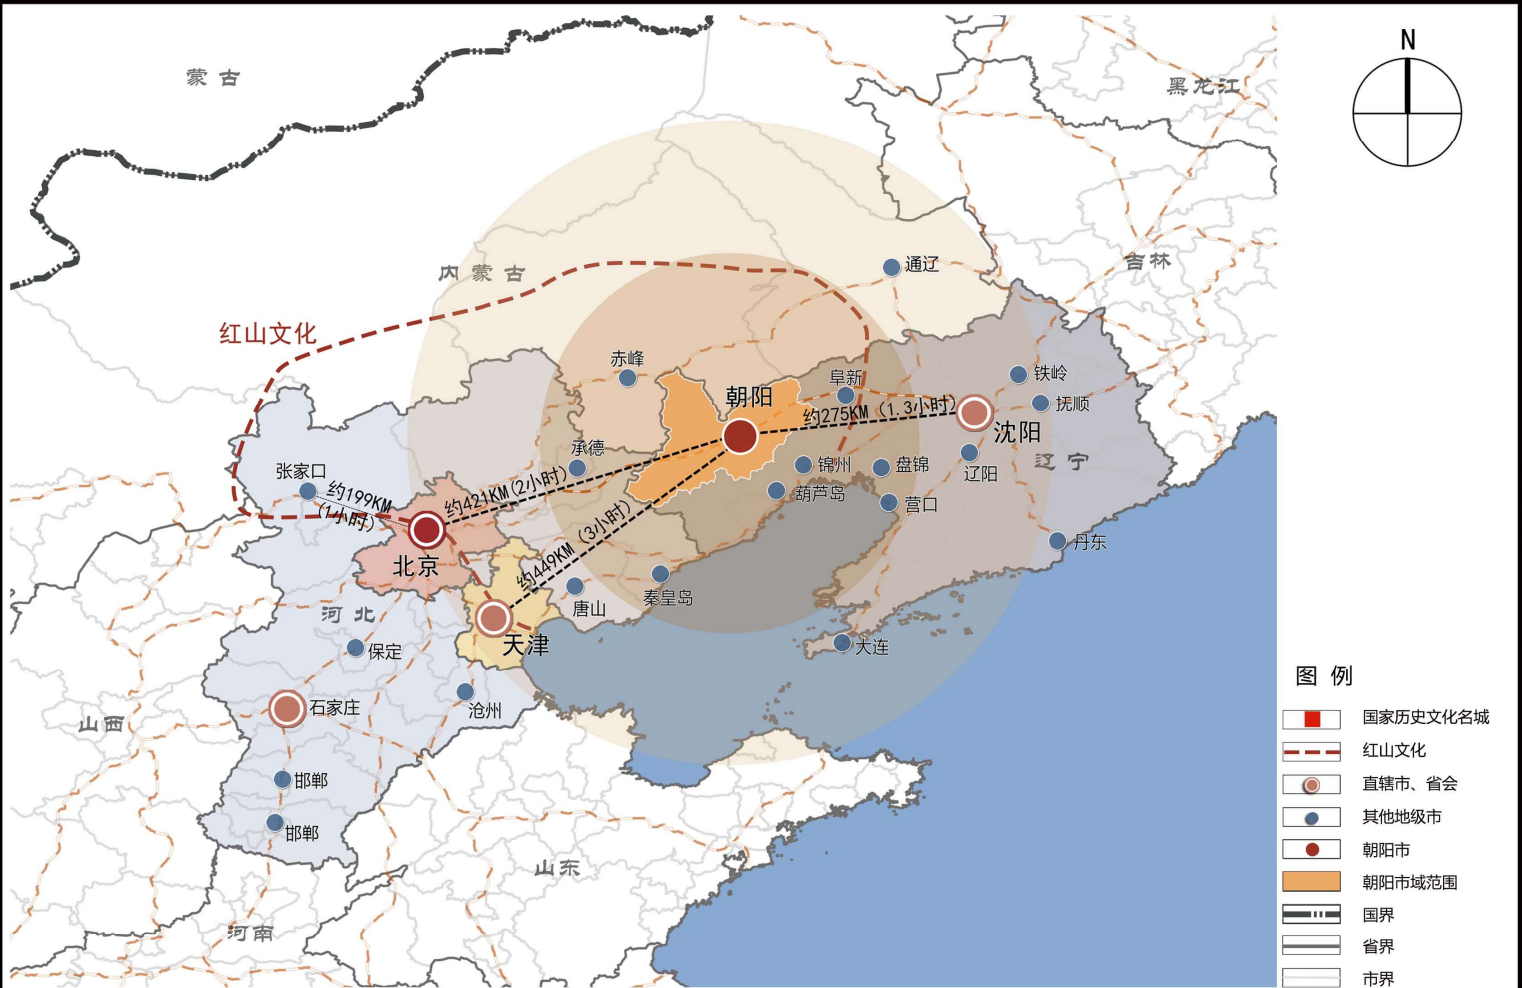 N
蒙古
黑龙江
内蒙古
通辽
吉林
红山文化
赤峰
朝阳
阜新
铁岭
抚顺
约275KM（1.3小时）
沈阳
辽宁
承德
锦州
盘锦
辽阳
张家口
约199KM
(1小时)
约421KM(2小时)
葫芦岛
营口
丹东
北京
约449KM（3小时）
唐山
秦皇岛
河北
天津
大连
保定
石家庄
沧州
山西
邯郸
邯郸
山东
河南
图例
国家历史文化名城
红山文化
直辖市、省会
其他地级市
朝阳市
朝阳市域范围
国界
省界
市界